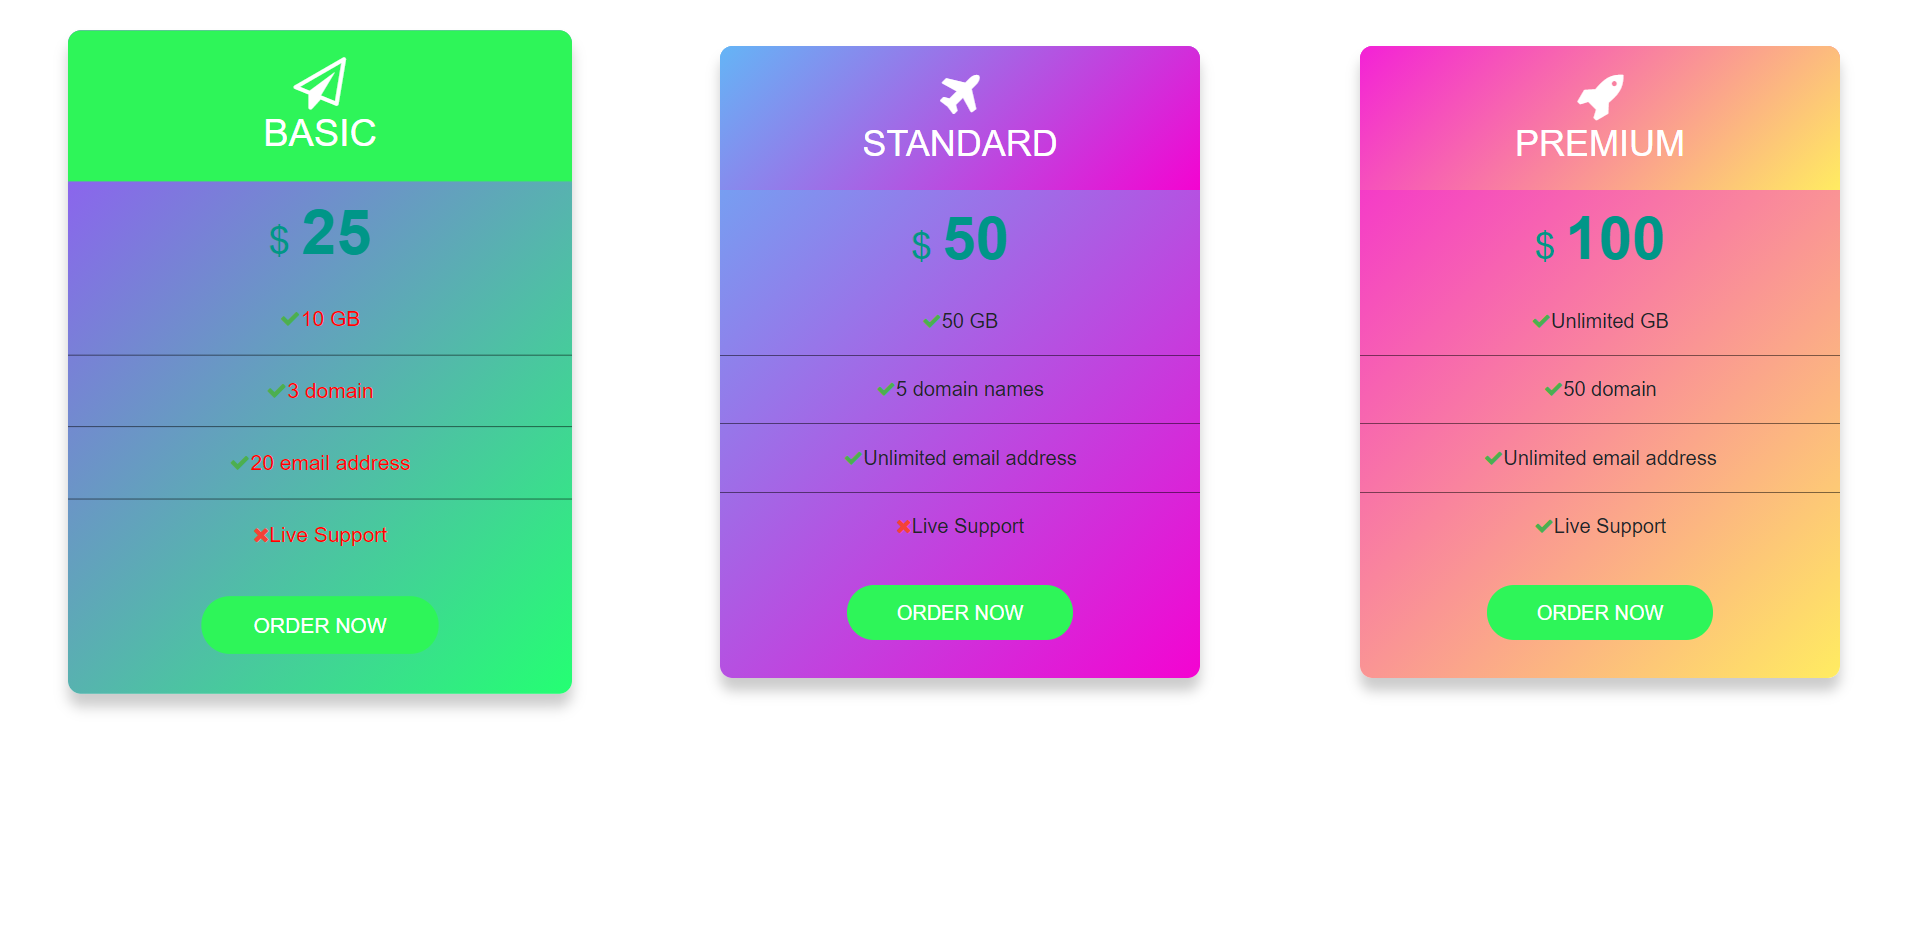 BASIC
$ 25
10 GB
3 domain
20 email address
Live Support
ORDER NOW
STANDARD
$ 50
50 GB
5 domain names
Unlimited email address
Live Support
ORDER NOW
PREMIUM
$ 100
Unlimited GB
50 domain
Unlimited email address
Live Support
ORDER NOW